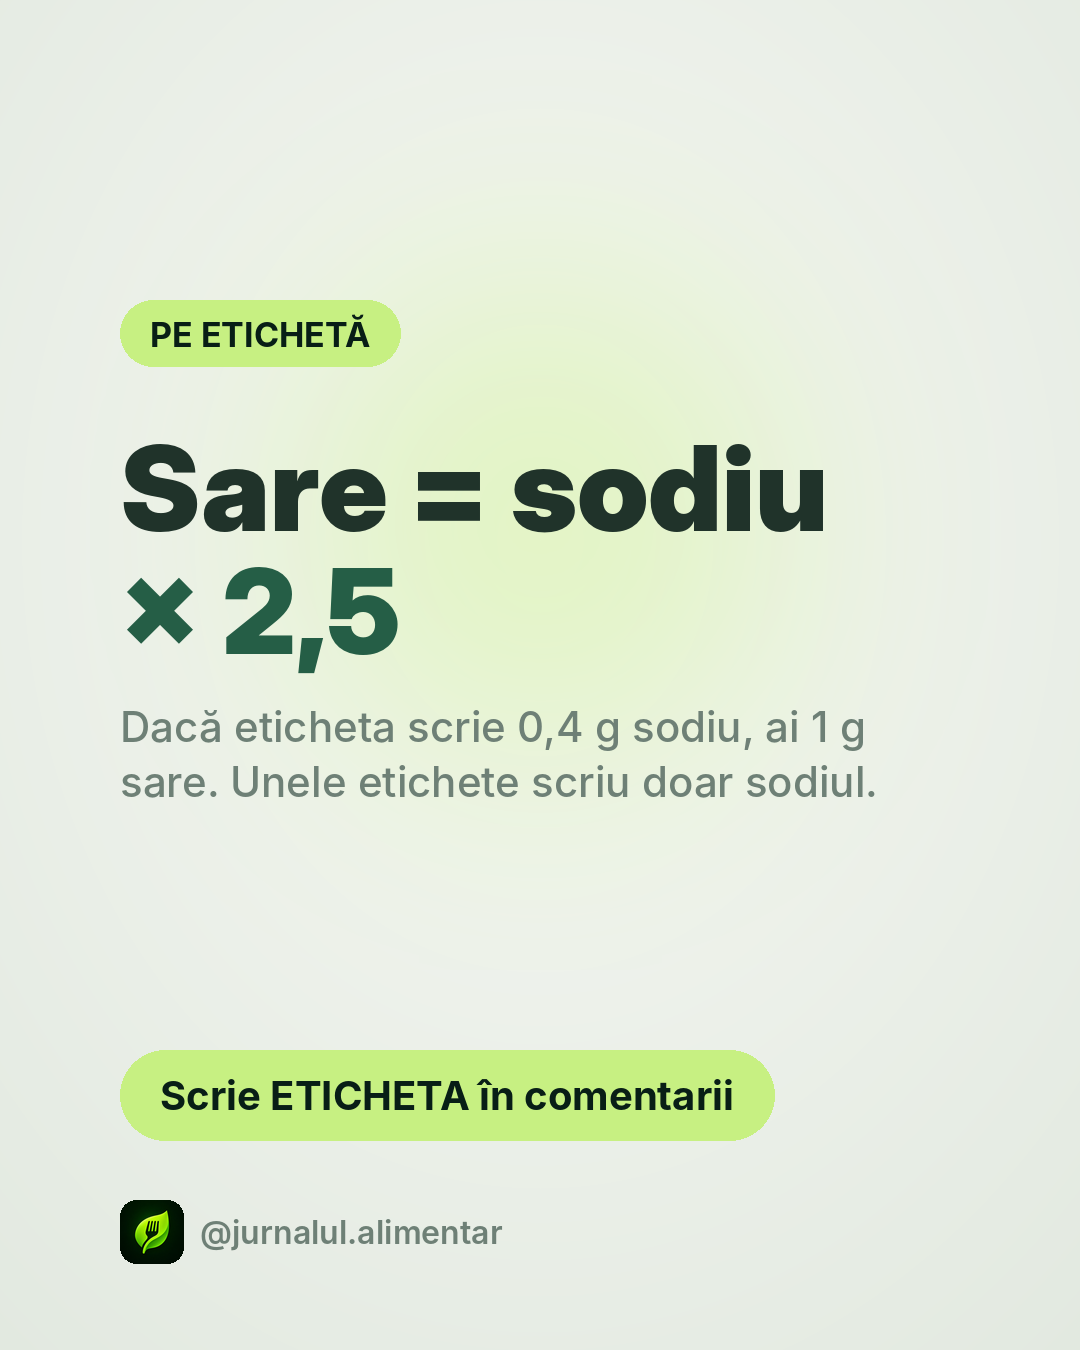 PE ETICHETĂ
Sare = sodiu
× 2,5
Dacă eticheta scrie 0,4 g sodiu, ai 1 g
sare. Unele etichete scriu doar sodiul.
Scrie ETICHETA în comentarii
@jurnalul.alimentar